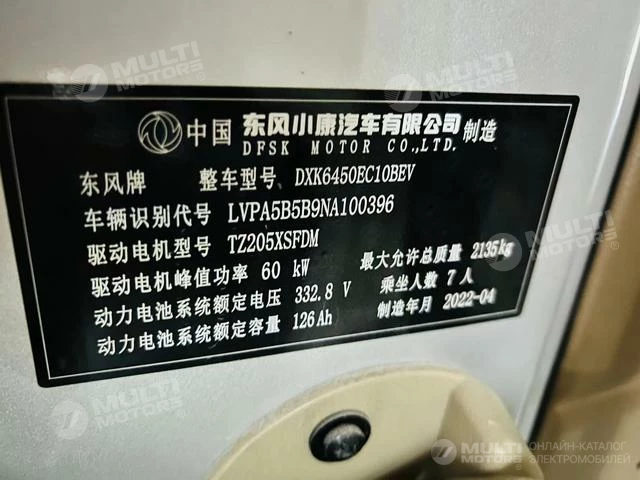 中国 东风小康汽车有限公司 制造
DFSK MOTOR CO.,LTD.
东风牌 整车型号 DXK6450EC10BEV
车辆识别代号 LVPA5B5B9NA100396
驱动电机型号 TZ205XSFDM
驱动电机峰值功率 60 kW 最大允许总质量 2135kg
动力电池系统额定电压 332.8 V 乘坐人数 7 人
动力电池系统额定容量 126Ah 制造年月 2022-04
MULTI MOTORS
MULTI MOTORS
MULTI MOTORS
MULTI MOTORS
MULTI MOTORS
MULTI MOTORS
ОНЛАЙН-КАТАЛОГ
ЭЛЕКТРОМОБИЛЕЙ